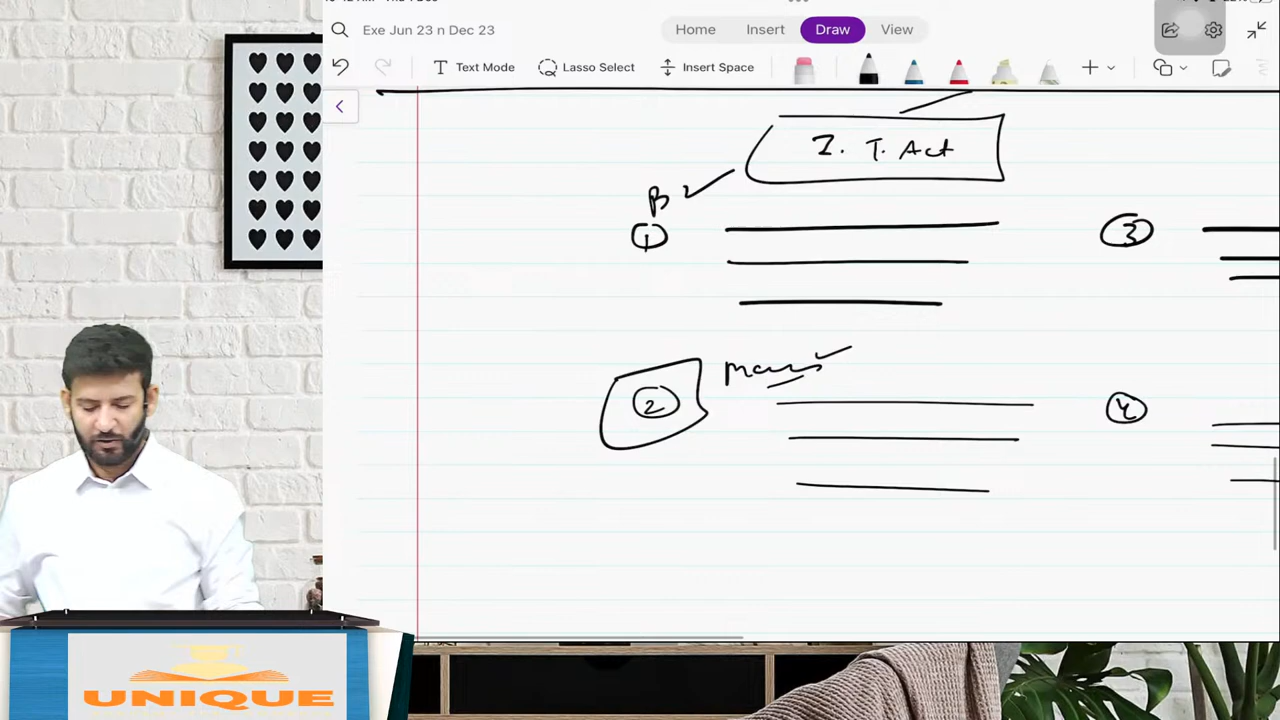 Exe Jun 23 n Dec 23
Home Insert Draw View
Text Mode Lasso Select Insert Space
I. T. Act
B
1
3
2
4
UNIQUE